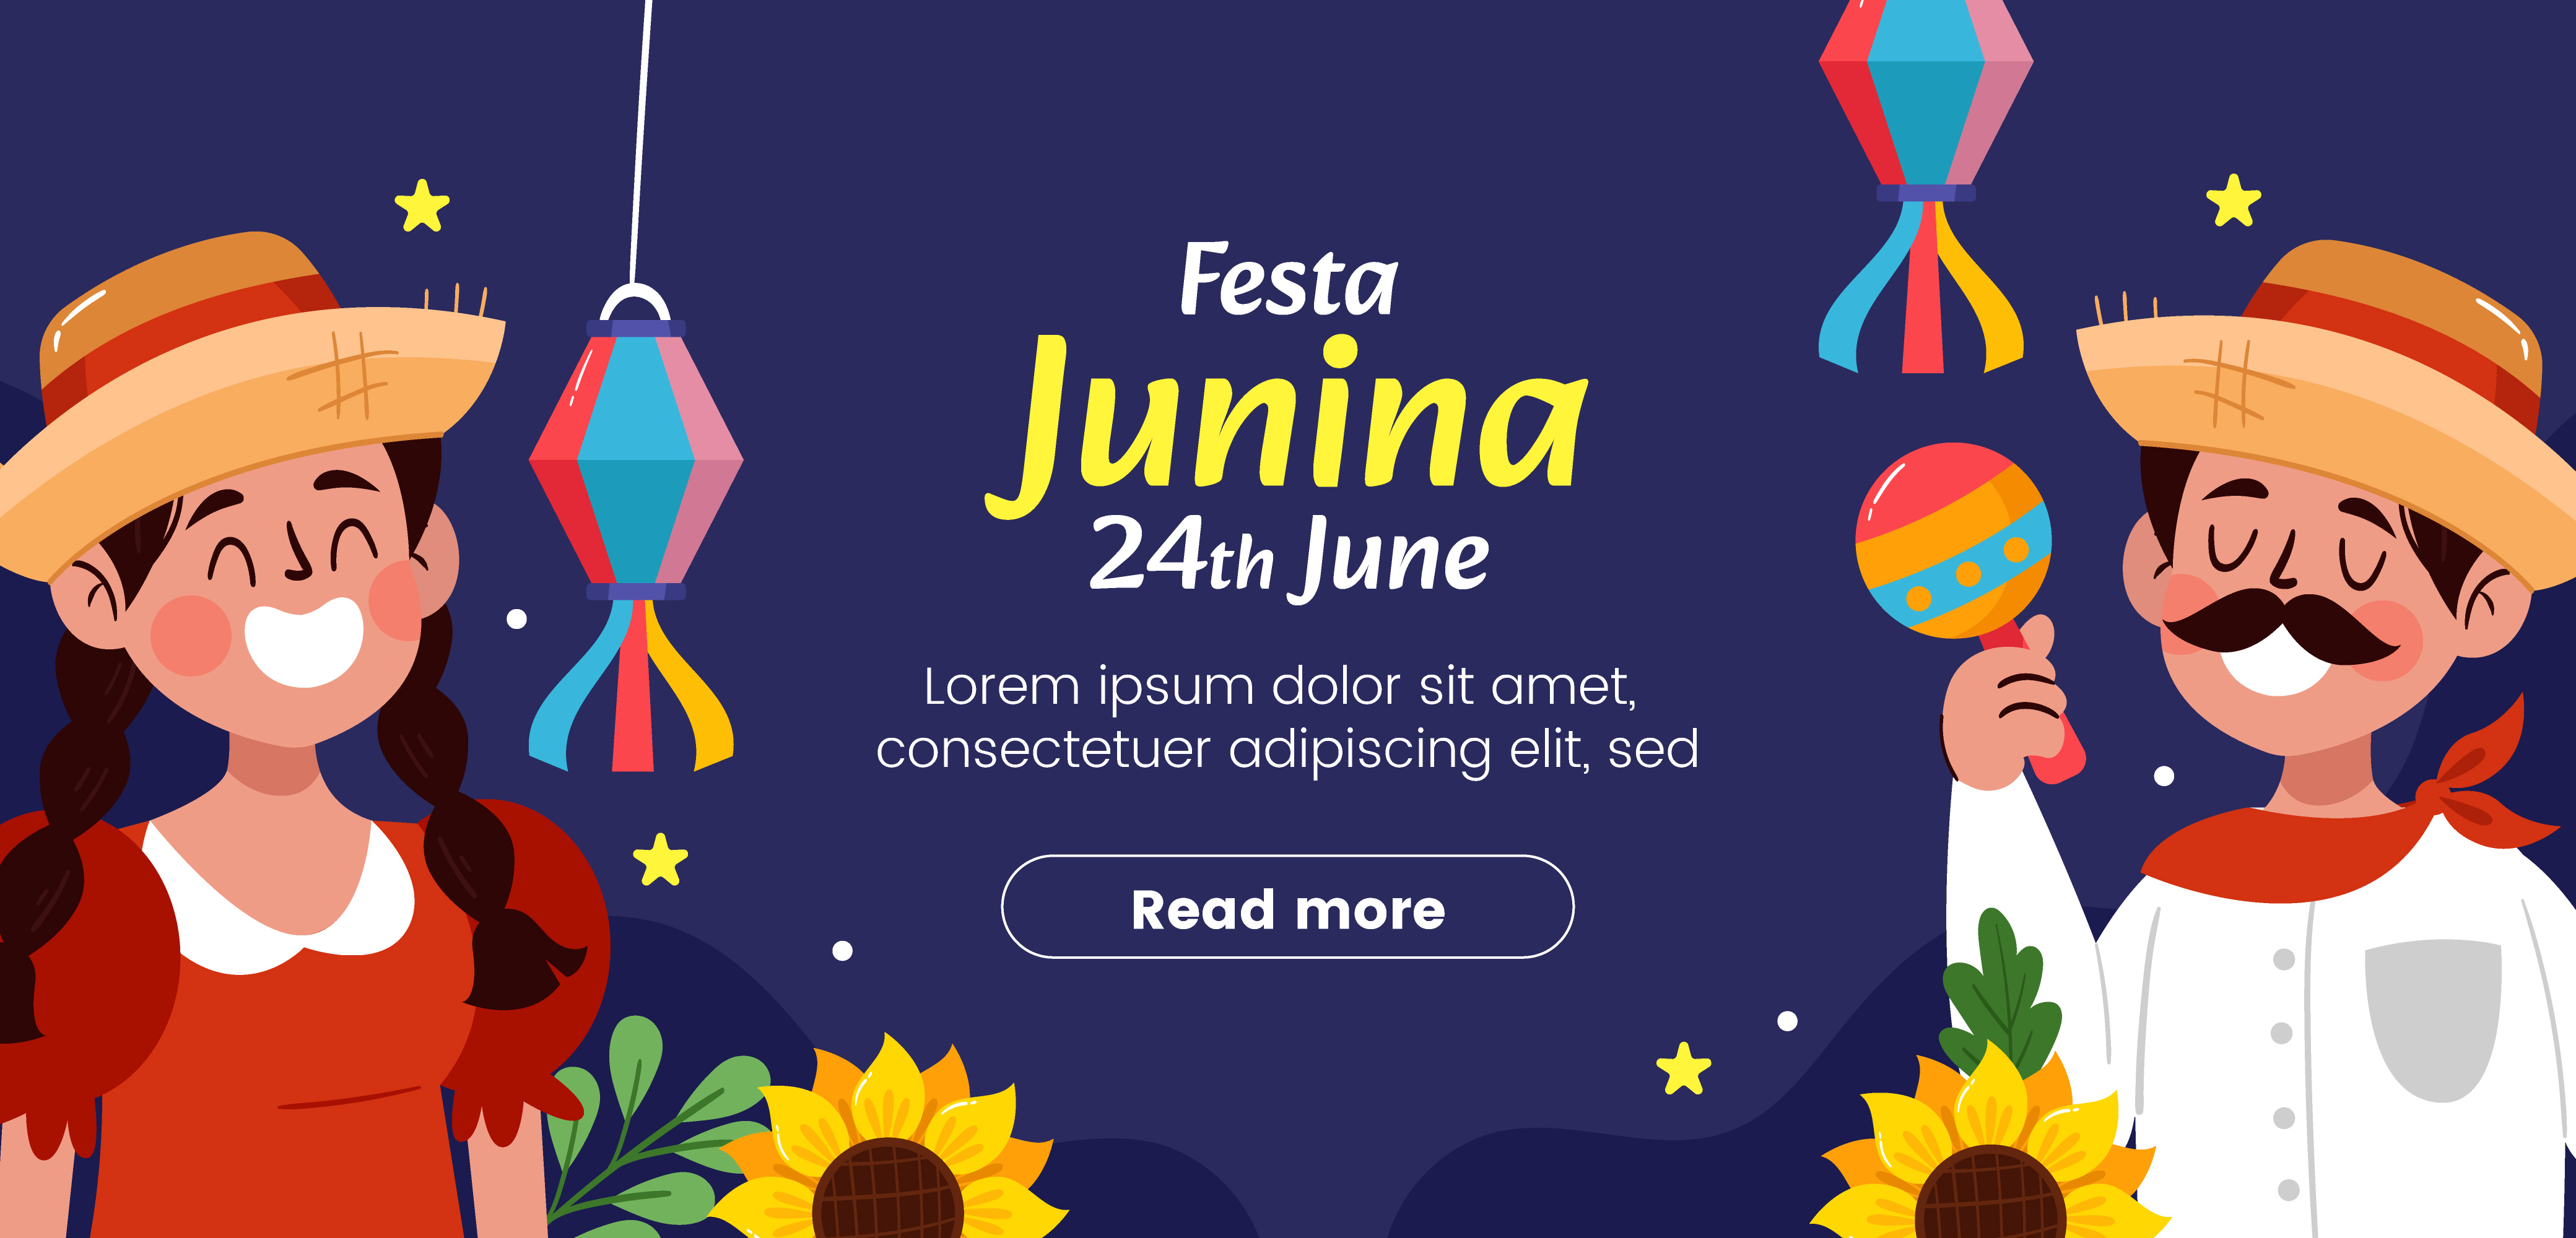 Festa
Junina
24th June
Lorem ipsum dolor sit amet,
consectetuer adipiscing elit, sed
Read more